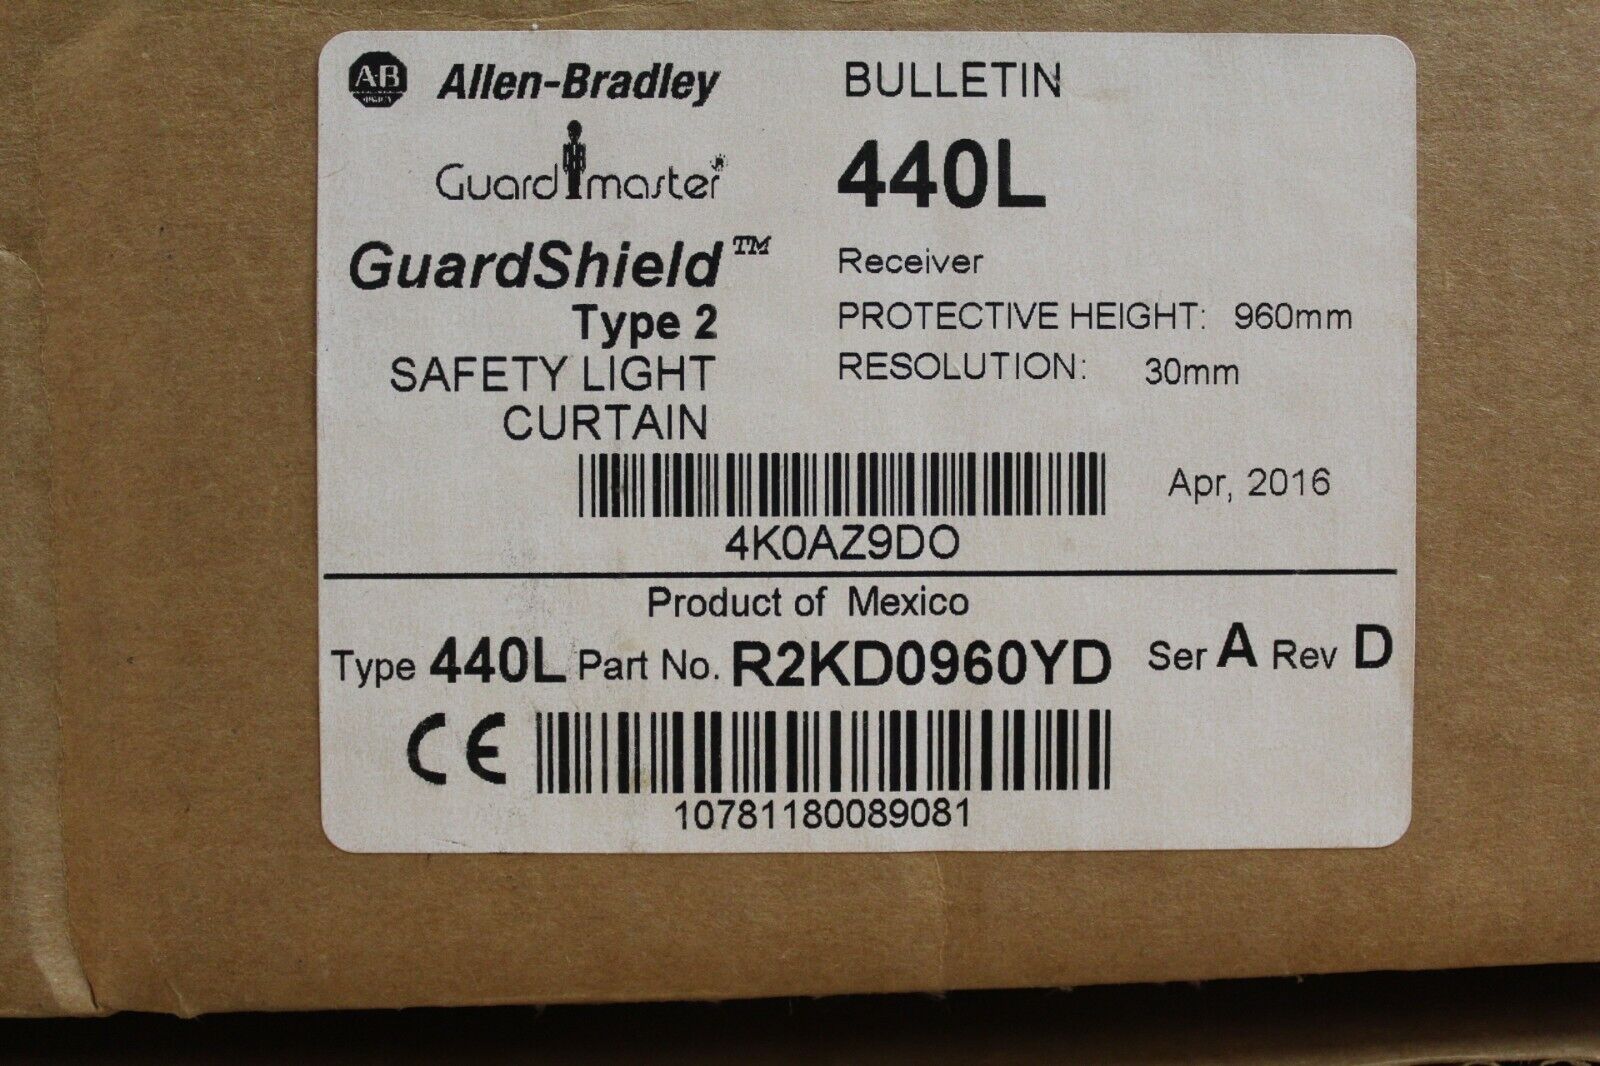 AB
Allen-Bradley
Guardmaster
GuardShield™
Type 2
SAFETY LIGHT
CURTAIN
BULLETIN
440L
Receiver
PROTECTIVE HEIGHT: 960mm
RESOLUTION: 30mm
Apr, 2016
4K0AZ9DO
Product of Mexico
Type 440L Part No. R2KD0960YD Ser A Rev D
CE
10781180089081